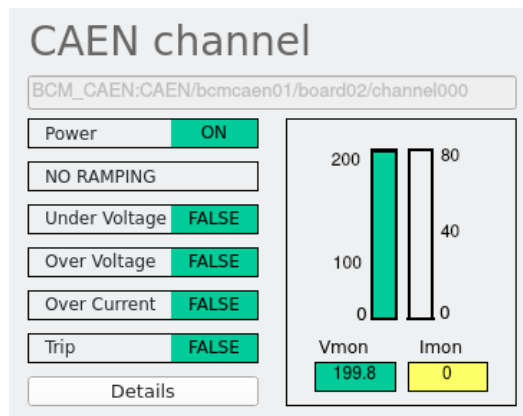 CAEN channel
BCM_CAEN:CAEN/bcmcaen01/board02/channel000
Power ON
NO RAMPING
Under Voltage FALSE
Over Voltage FALSE
Over Current FALSE
Trip FALSE
Details
200 80
40
100
0 0
Vmon Imon
199.8 0